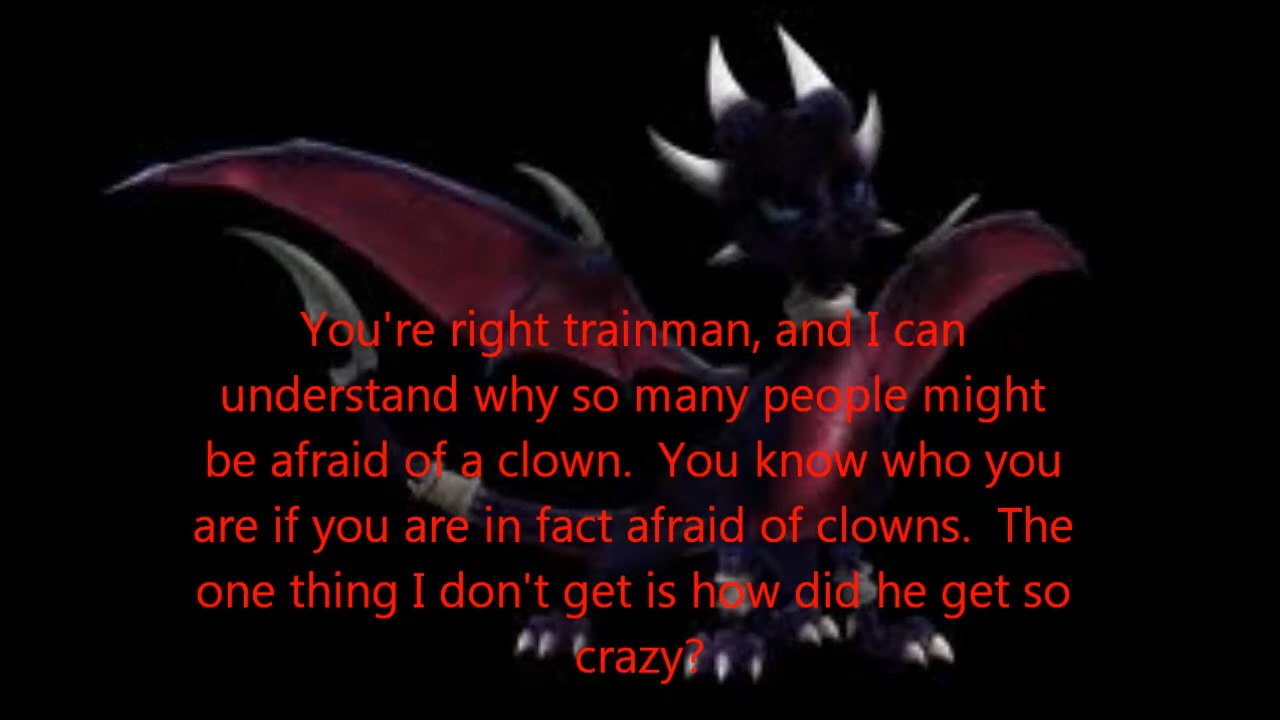 You're right trainman, and I can
understand why so many people might
be afraid of a clown.  You know who you
are if you are in fact afraid of clowns.  The
one thing I don't get is how did he get so
crazy?